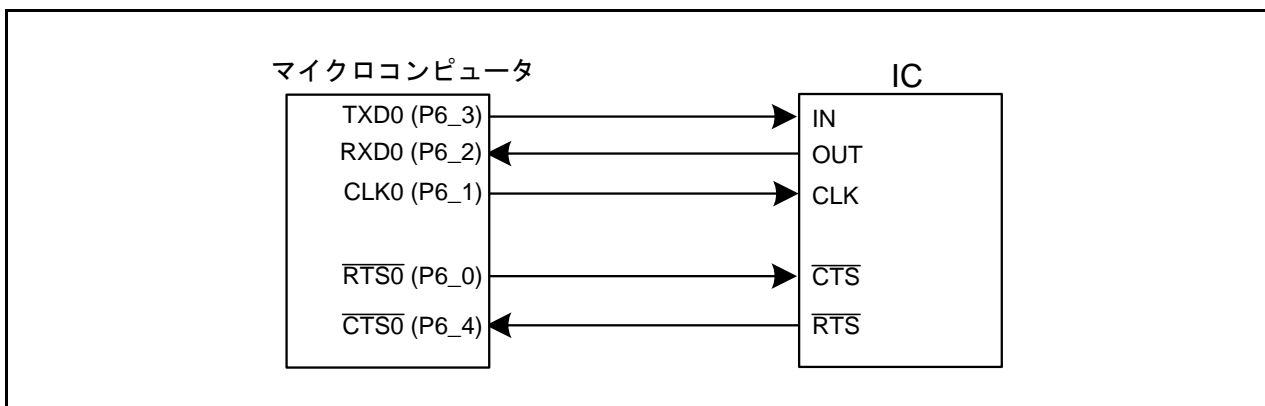 マイクロコンピュータ
IC
TXD0 (P6_3)
IN
RXD0 (P6_2)
OUT
CLK0 (P6_1)
CLK
RTS0 (P6_0)
CTS
CTS0 (P6_4)
RTS